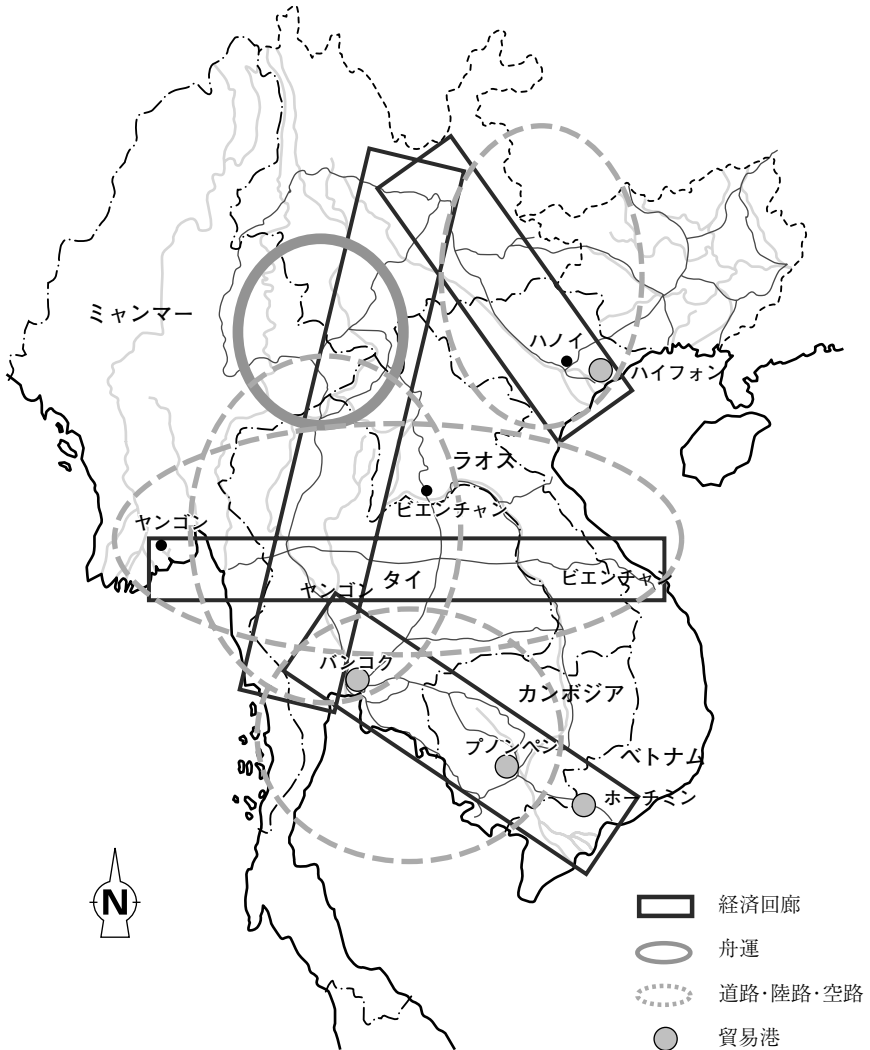 ミャンマー
ハノイ
ハイフォン
ラオス
ビエンチャン
ヤンゴン
ビエンチャン
ヤンゴン
タイ
バンコク
カンボジア
プノンペン
ベトナム
ホーチミン
N
経済回廊
舟運
道路・陸路・空路
貿易港